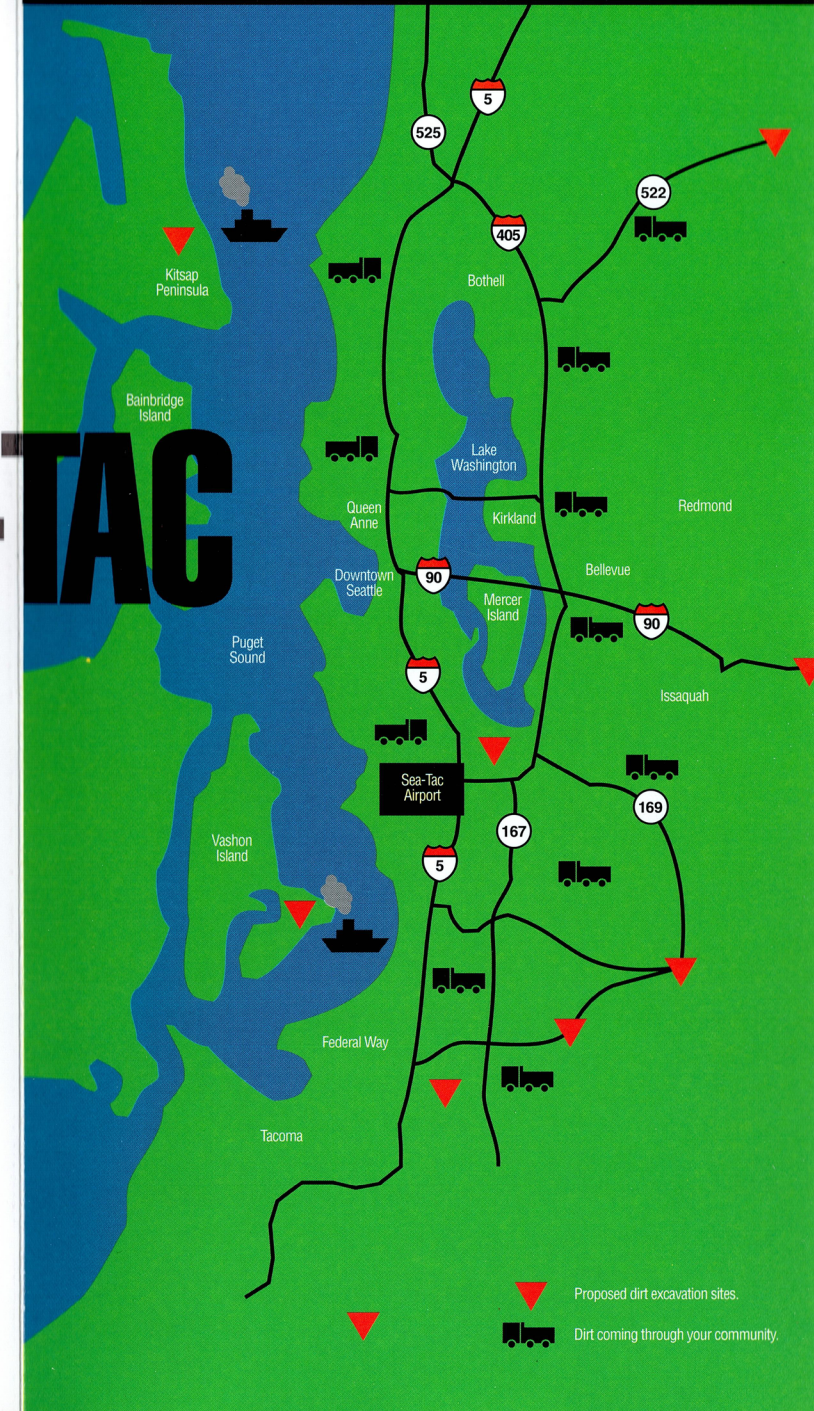 5
525
522
405
Bothell
Kitsap
Peninsula
Bainbridge
Island
TAC
Lake
Washington
Queen
Anne
Kirkland
Redmond
Downtown
Seattle
90
Bellevue
Mercer
Island
90
Puget
Sound
5
Issaquah
Sea-Tac
Airport
169
167
Vashon
Island
5
Federal Way
Tacoma
Proposed dirt excavation sites.
Dirt coming through your community.